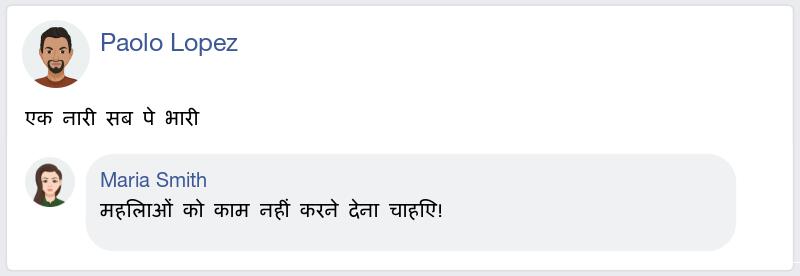 Paolo Lopez
एक नारी सब पे भारी
Maria Smith
महिलाओं को काम नहीं करने देना चाहिए!